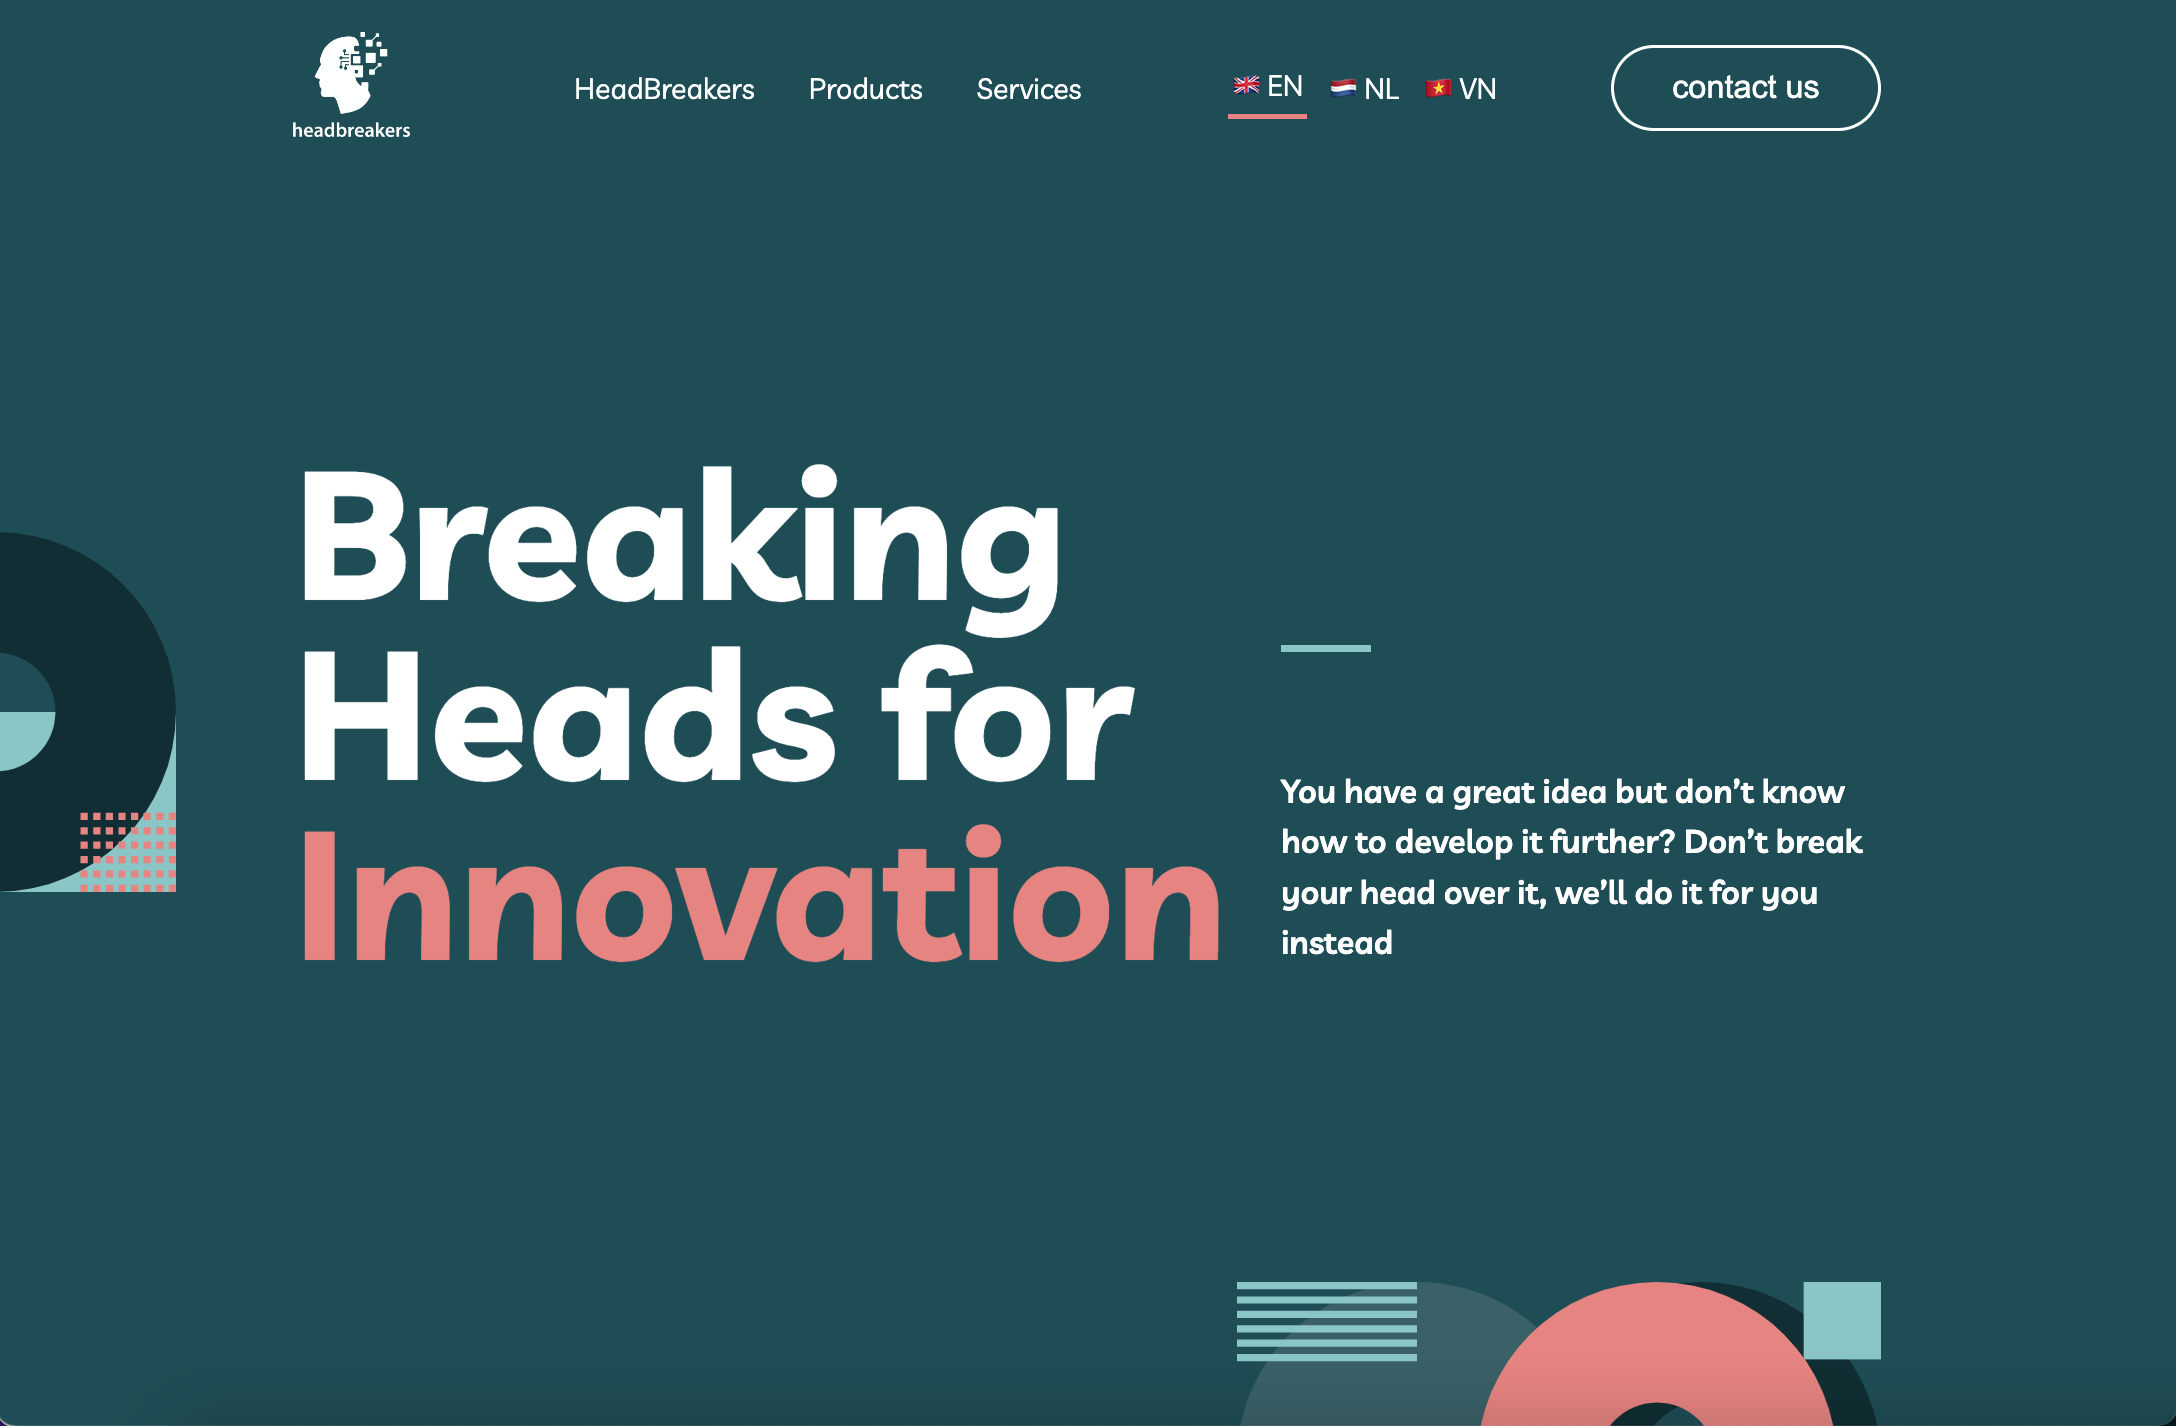 headbreakers
HeadBreakers
Products
Services
EN
NL
VN
contact us
Breaking
Heads for
Innovation
You have a great idea but don’t know
how to develop it further? Don’t break
your head over it, we’ll do it for you
instead